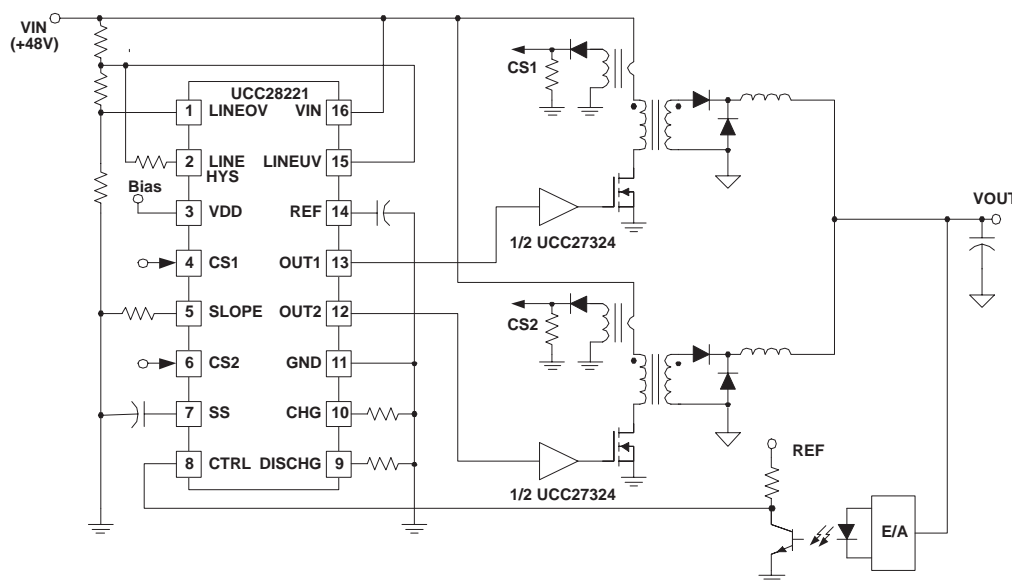 VIN
(+48V)
UCC28221
1 LINEOV VIN 16
2 LINE HYS LINEUV 15
Bias
3 VDD REF 14
4 CS1 OUT1 13
5 SLOPE OUT2 12
6 CS2 GND 11
7 SS CHG 10
8 CTRL DISCHG 9
CS1
1/2 UCC27324
VOUT
CS2
1/2 UCC27324
REF
E/A